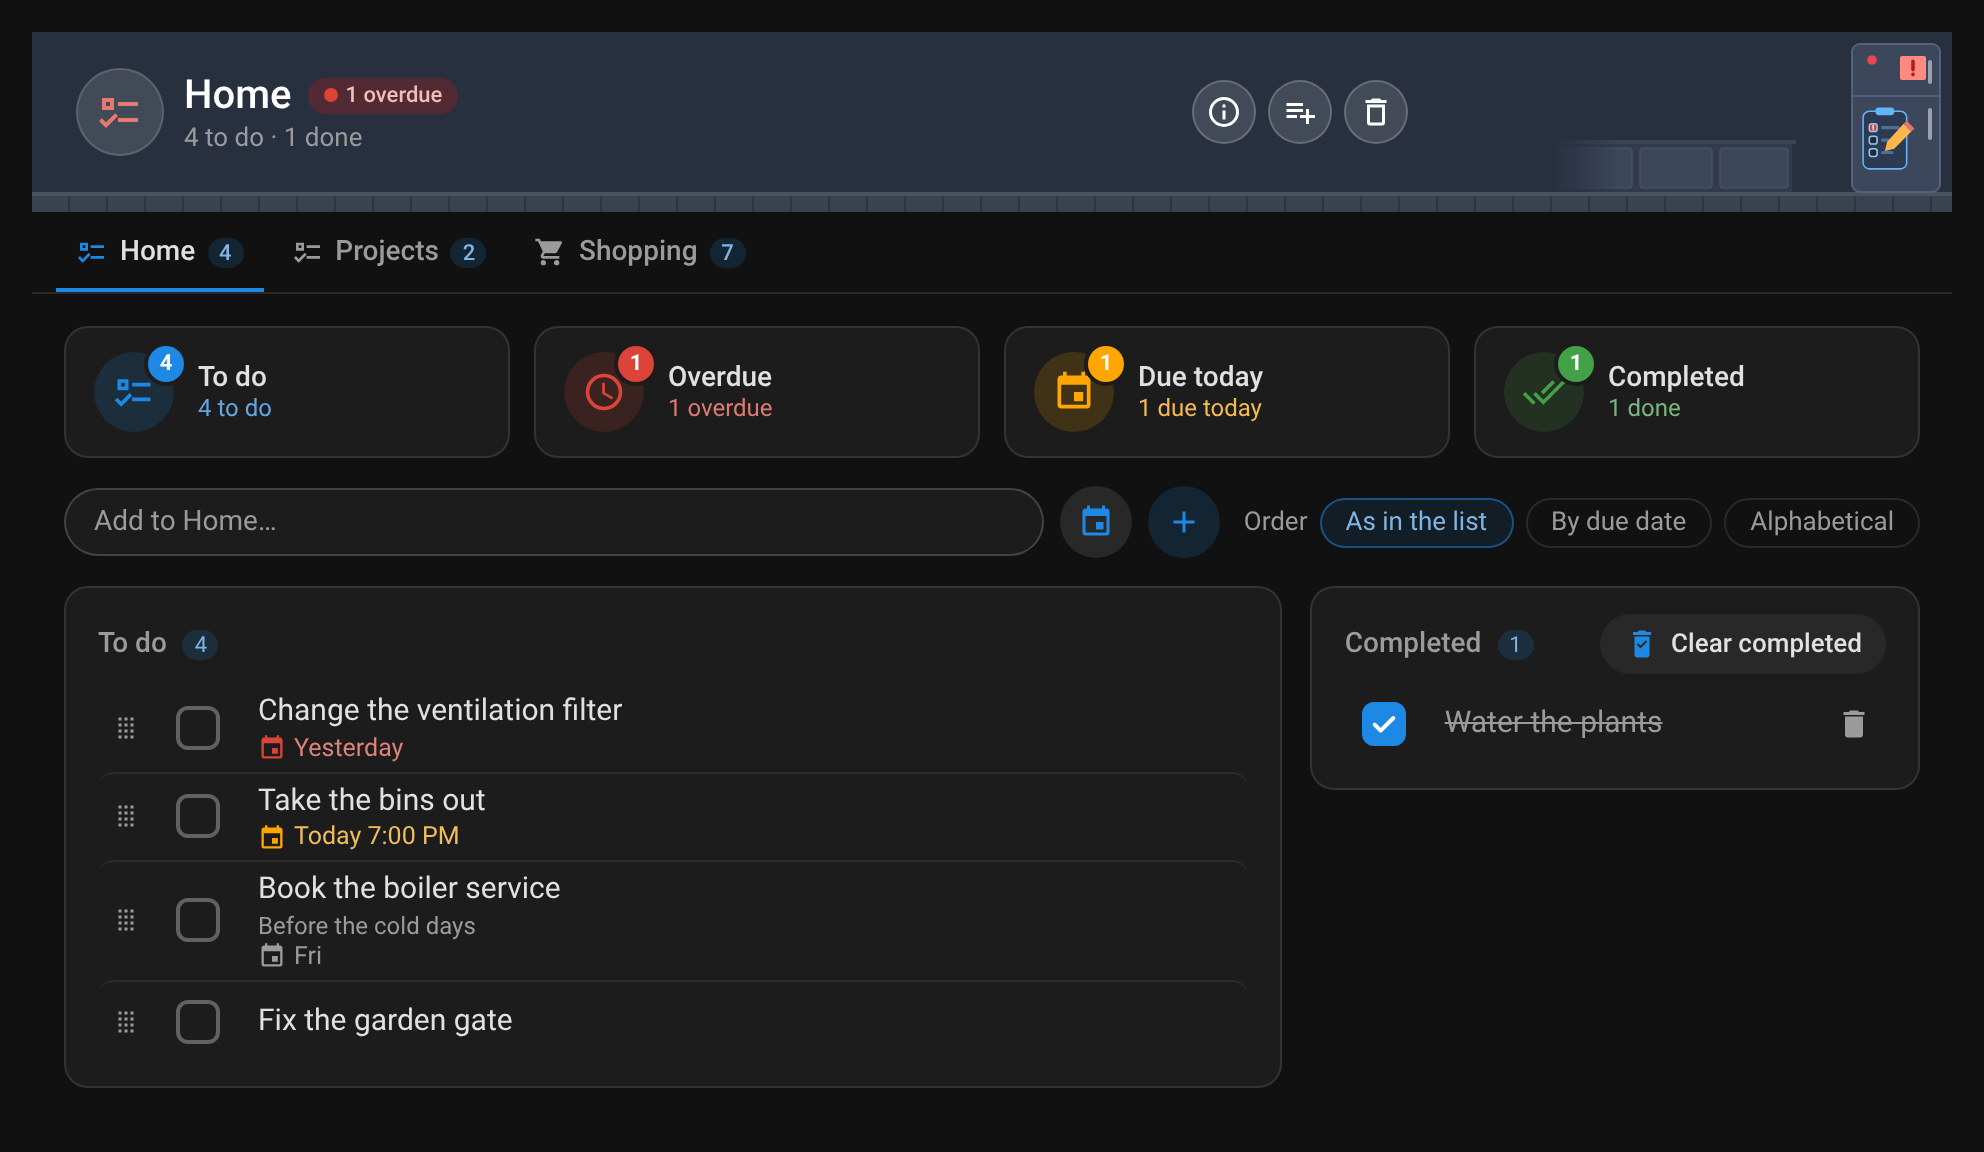 Home
1 overdue
4 to do · 1 done
Home 4
Projects 2
Shopping 7
4
To do
4 to do
1
Overdue
1 overdue
1
Due today
1 due today
1
Completed
1 done
Add to Home...
Order
As in the list
By due date
Alphabetical
To do 4
Change the ventilation filter
Yesterday
Take the bins out
Today 7:00 PM
Book the boiler service
Before the cold days
Fri
Fix the garden gate
Completed 1
Clear completed
Water the plants